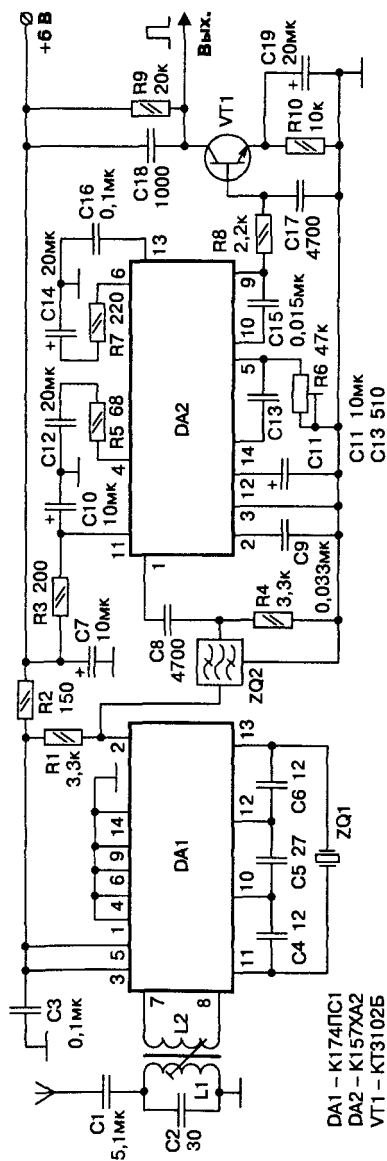 +6 В
Вых.
R9
20к
C18
1000
VT1
C19
20мк
+
R10
10к
C16
0,1мк
C14 20мк
+
R7 220
13
6
R8
2,2к
C17
4700
9
10
C15
0,015мк
C12 20мк
R5 68
DA2
5
R6 47к
C13
C11
14
12
+
C11 10мк
C13 510
C10
10мк
+
4
11
3
2
C9
0,033мк
R3 200
C7
10мк
+
1
C8
4700
R4
3,3к
ZQ2
R2
150
R1
3,3к
2
13
14
9
6
4
1
5
3
DA1
12
10
11
C6 12
C5 27
C4 12
ZQ1
C3
0,1мк
7
8
L2
L1
C1
5,1мк
C2
30
DA1 – К174ПС1
DA2 – К157ХА2
VT1 – КТ3102Б